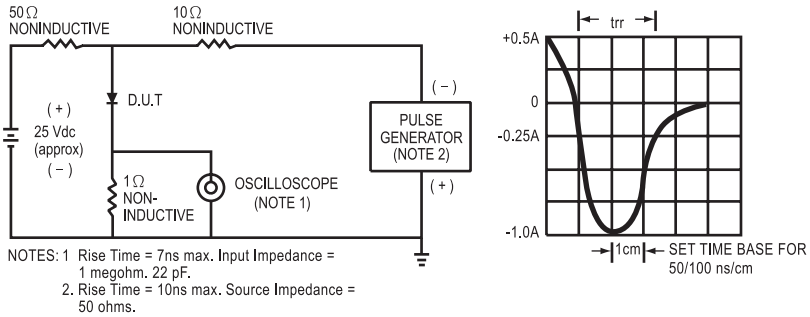 50Ω
NONINDUCTIVE
10Ω
NONINDUCTIVE
D.U.T
(+)
25 Vdc
(approx)
(−)
1Ω
NON-
INDUCTIVE
OSCILLOSCOPE
(NOTE 1)
(−)
PULSE
GENERATOR
(NOTE 2)
(+)
NOTES: 1 Rise Time = 7ns max. Input Impedance =
1 megohm. 22 pF.
2. Rise Time = 10ns max. Source Impedance =
50 ohms.
trr
+0.5A
0
-0.25A
-1.0A
1cm
SET TIME BASE FOR
50/100 ns/cm